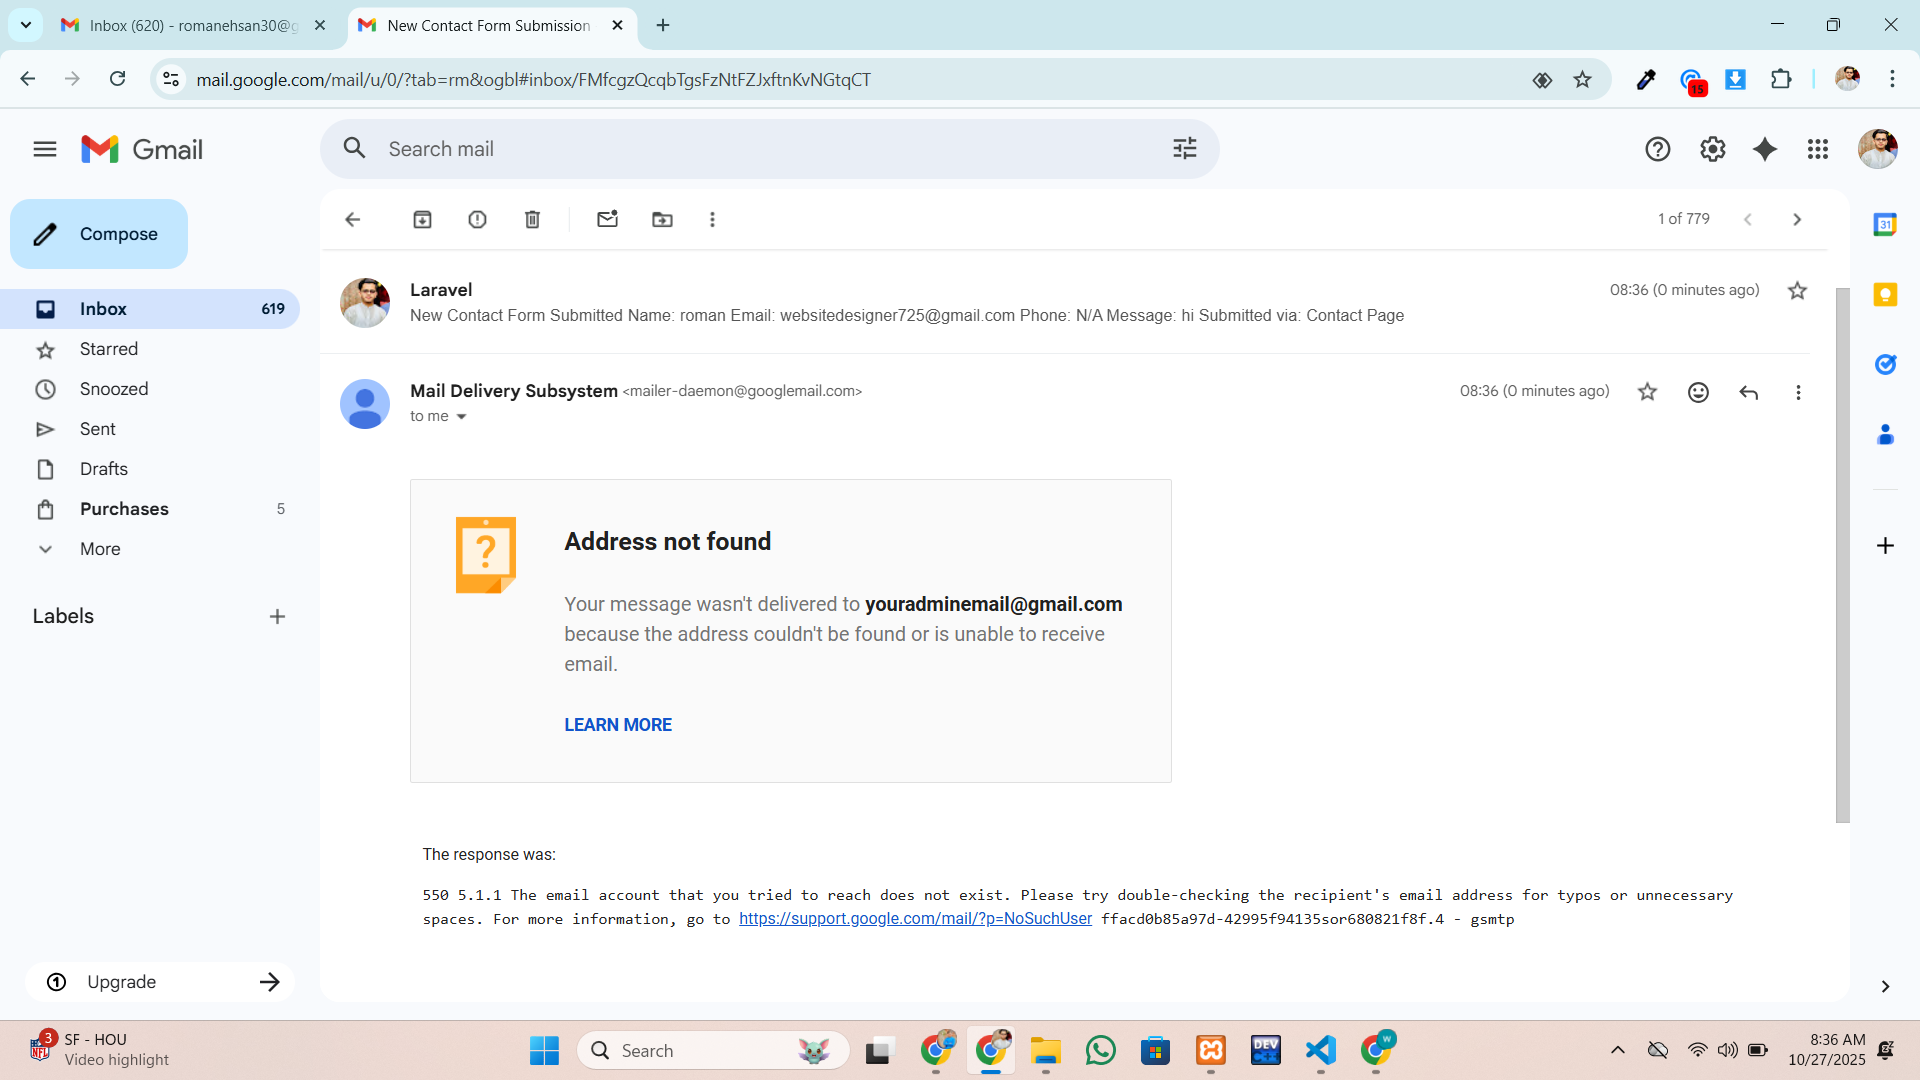 Inbox (620) - romanehsan30@g
New Contact Form Submission
mail.google.com/mail/u/0/?tab=rm&ogbl#inbox/FMfcgzQcqbTgsFzNtFZJxftnKvNGtqCT
15
Gmail
Search mail
Compose
1 of 779
31
Inbox 619
Starred
Snoozed
Sent
Drafts
Purchases 5
More
Labels
Laravel
08:36 (0 minutes ago)
New Contact Form Submitted Name: roman Email: websitedesigner725@gmail.com Phone: N/A Message: hi Submitted via: Contact Page
Mail Delivery Subsystem <mailer-daemon@googlemail.com>
08:36 (0 minutes ago)
to me
Address not found
Your message wasn't delivered to youradminemail@gmail.com
because the address couldn't be found or is unable to receive
email.
LEARN MORE
The response was:
550 5.1.1 The email account that you tried to reach does not exist. Please try double-checking the recipient's email address for typos or unnecessary
spaces. For more information, go to https://support.google.com/mail/?p=NoSuchUser ffacd0b85a97d-42995f94135sor680821f8f.4 - gsmtp
Upgrade
3
NFL
SF - HOU
Video highlight
Search
DEV
C++
W
8:36 AM
10/27/2025